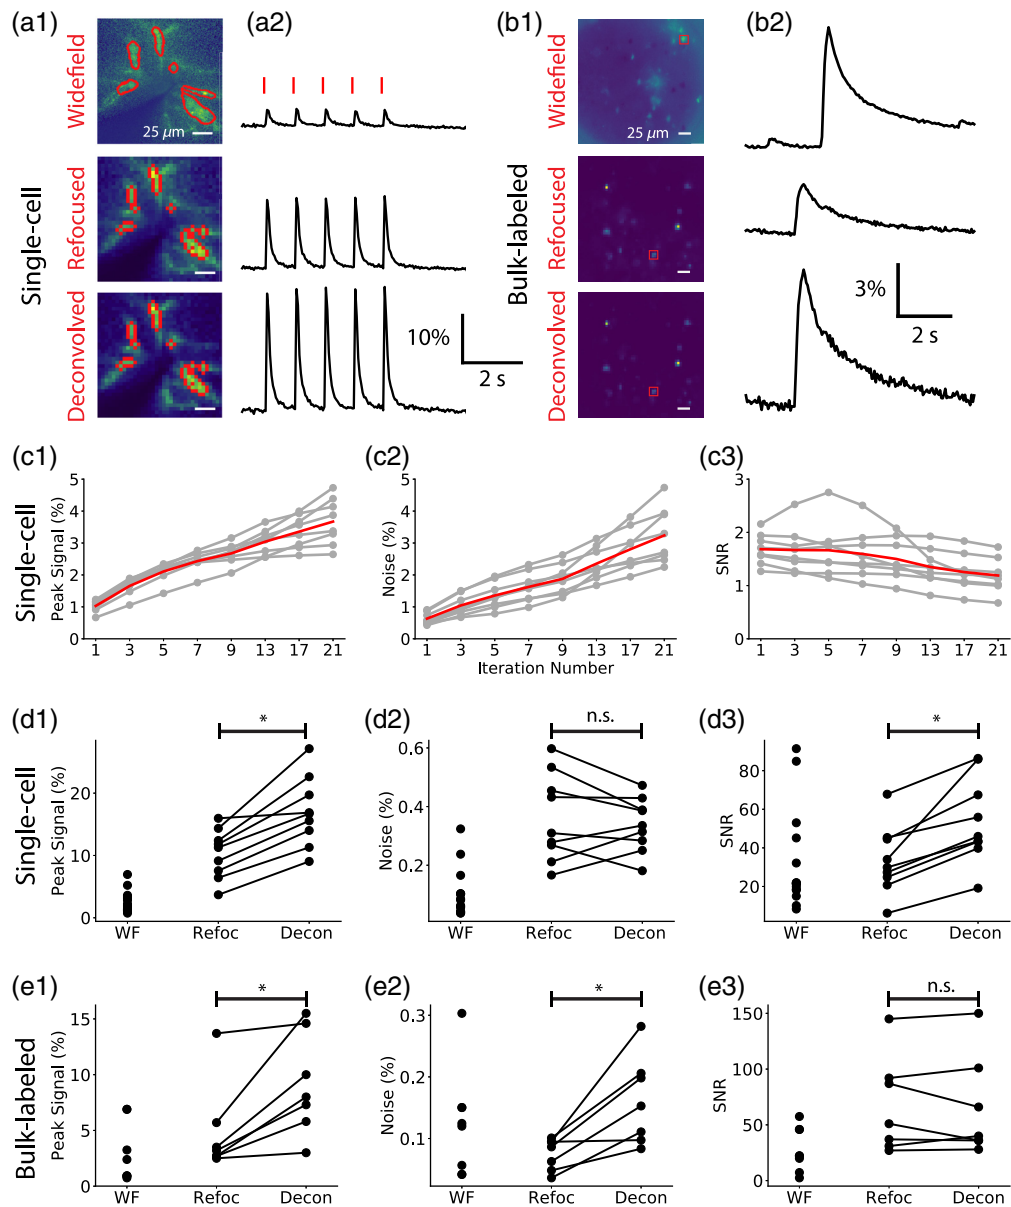 (a1)
(a2)
(b1)
(b2)
Single-cell
Widefield
25 µm
Refocused
Deconvolved
10%
2 s
Bulk-labeled
Widefield
25 µm
Refocused
Deconvolved
3%
2 s
(c1)
(c2)
(c3)
Single-cell
Peak Signal (%)
5
4
3
2
1
0
1 3 5 7 9 13 17 21
Noise (%)
5
4
3
2
1
0
1 3 5 7 9 13 17 21
Iteration Number
SNR
3
2
1
0
1 3 5 7 9 13 17 21
(d1)
(d2)
(d3)
Single-cell
Peak Signal (%)
*
20
10
0
WF Refoc Decon
Noise (%)
n.s.
0.6
0.4
0.2
WF Refoc Decon
SNR
*
80
60
40
20
WF Refoc Decon
(e1)
(e2)
(e3)
Bulk-labeled
Peak Signal (%)
*
15
10
5
0
WF Refoc Decon
Noise (%)
*
0.3
0.2
0.1
WF Refoc Decon
SNR
n.s.
150
100
50
0
WF Refoc Decon